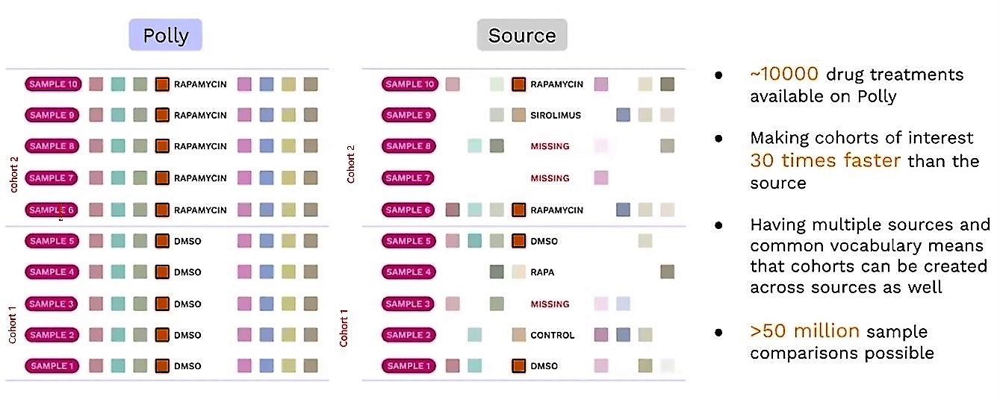 Polly
Source
SAMPLE 10 RAPAMYCIN
SAMPLE 9 RAPAMYCIN
SAMPLE 8 RAPAMYCIN
SAMPLE 7 RAPAMYCIN
SAMPLE 6 RAPAMYCIN
cohort 2
SAMPLE 5 DMSO
SAMPLE 4 DMSO
SAMPLE 3 DMSO
SAMPLE 2 DMSO
SAMPLE 1 DMSO
Cohort 1
SAMPLE 10 RAPAMYCIN
SAMPLE 9 SIROLIMUS
SAMPLE 8 MISSING
SAMPLE 7 MISSING
SAMPLE 6 RAPAMYCIN
Cohort 2
SAMPLE 5 DMSO
SAMPLE 4 RAPA
SAMPLE 3 MISSING
SAMPLE 2 CONTROL
SAMPLE 1 DMSO
Cohort 1
● ~10000 drug treatments
available on Polly
● Making cohorts of interest
30 times faster than the
source
● Having multiple sources and
common vocabulary means
that cohorts can be created
across sources as well
● >50 million sample
comparisons possible